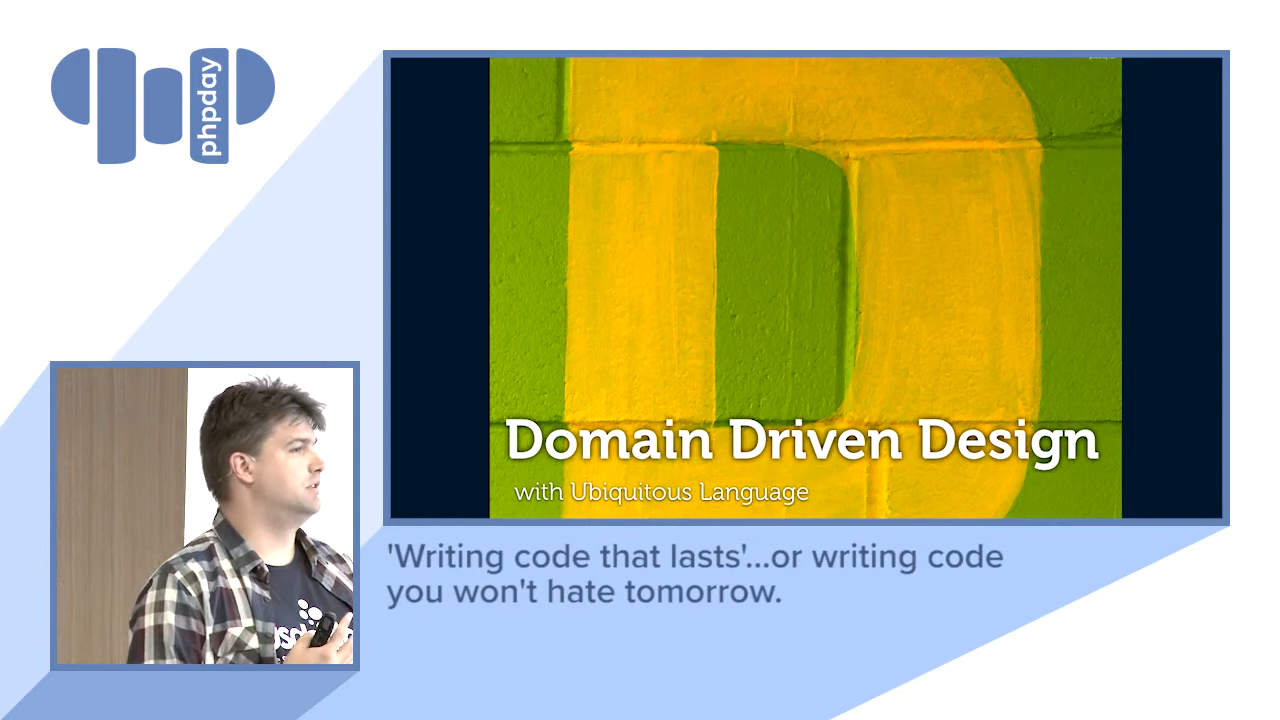 phpday
Domain Driven Design
with Ubiquitous Language
'Writing code that lasts'...or writing code
you won't hate tomorrow.